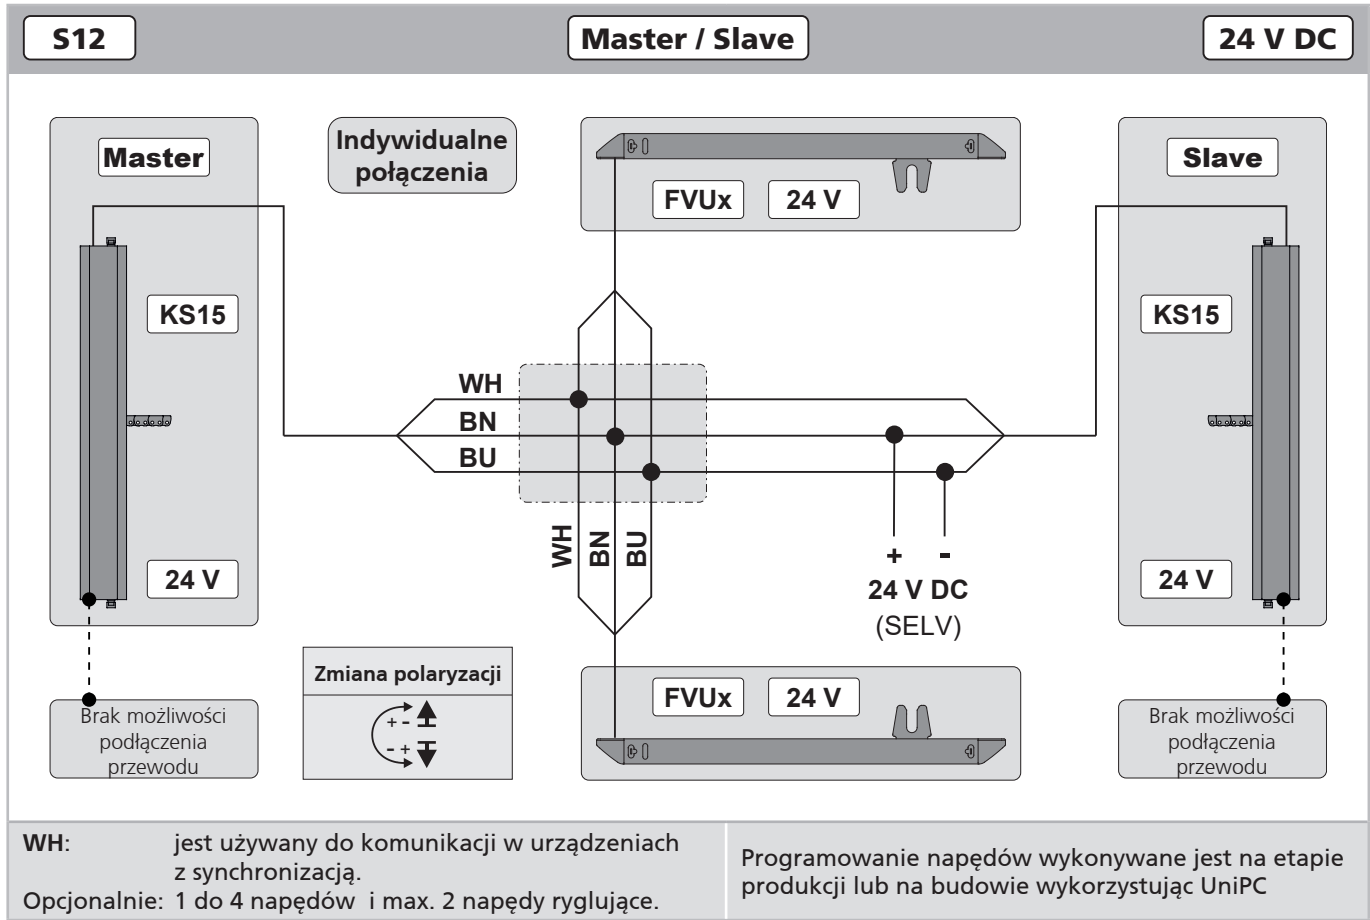 S12
Master / Slave
24 V DC
Master
Indywidualne
połączenia
FVUx
24 V
Slave
KS15
KS15
WH
BN
BU
WH
BN
BU
+
-
24 V DC
(SELV)
24 V
24 V
Zmiana polaryzacji
+ -
- +
FVUx
24 V
Brak możliwości
podłączenia
przewodu
Brak możliwości
podłączenia
przewodu
WH: jest używany do komunikacji w urządzeniach
z synchronizacją.
Opcjonalnie: 1 do 4 napędów i max. 2 napędy ryglujące.
Programowanie napędów wykonywane jest na etapie
produkcji lub na budowie wykorzystując UniPC